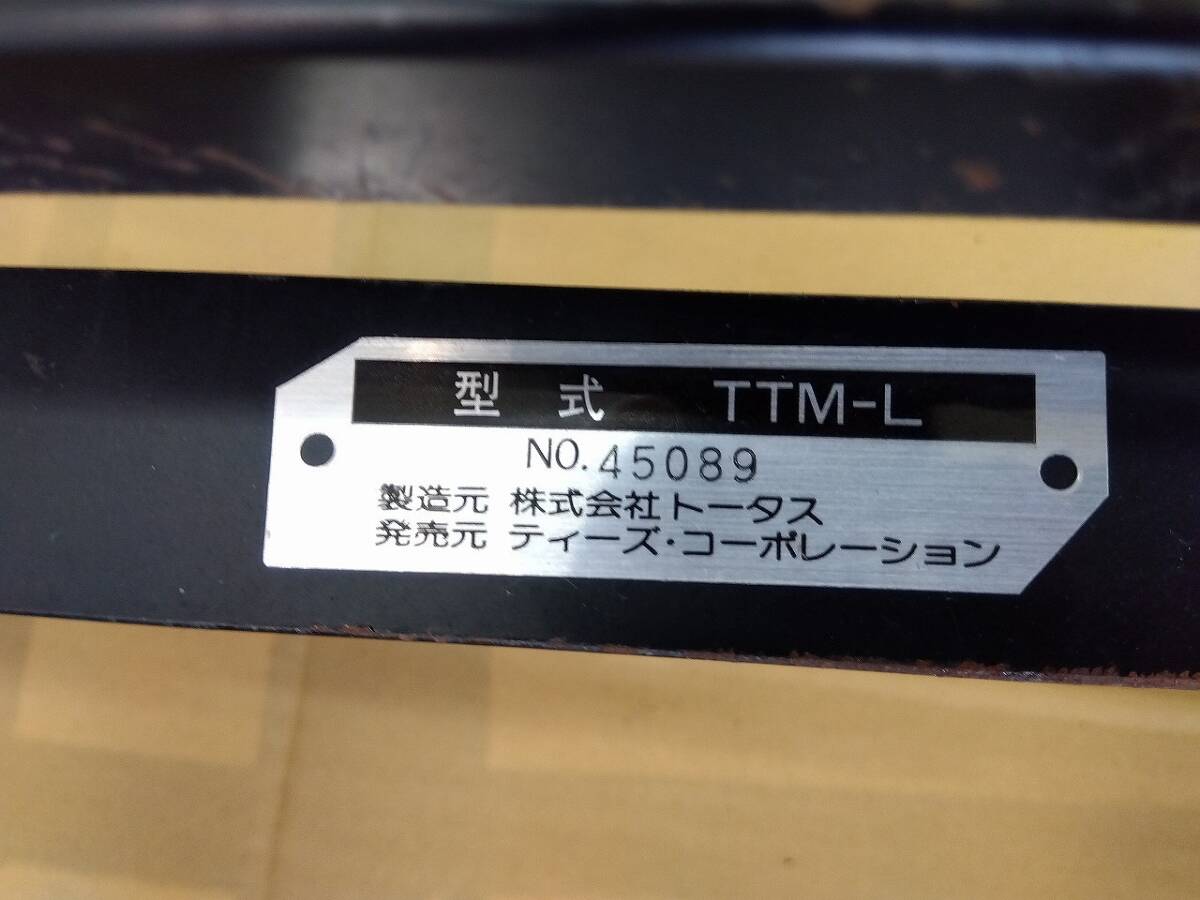 型 式 TTM-L
NO. 45089
製造元 株式会社トータス
発売元 ティーズ・コーポレーション